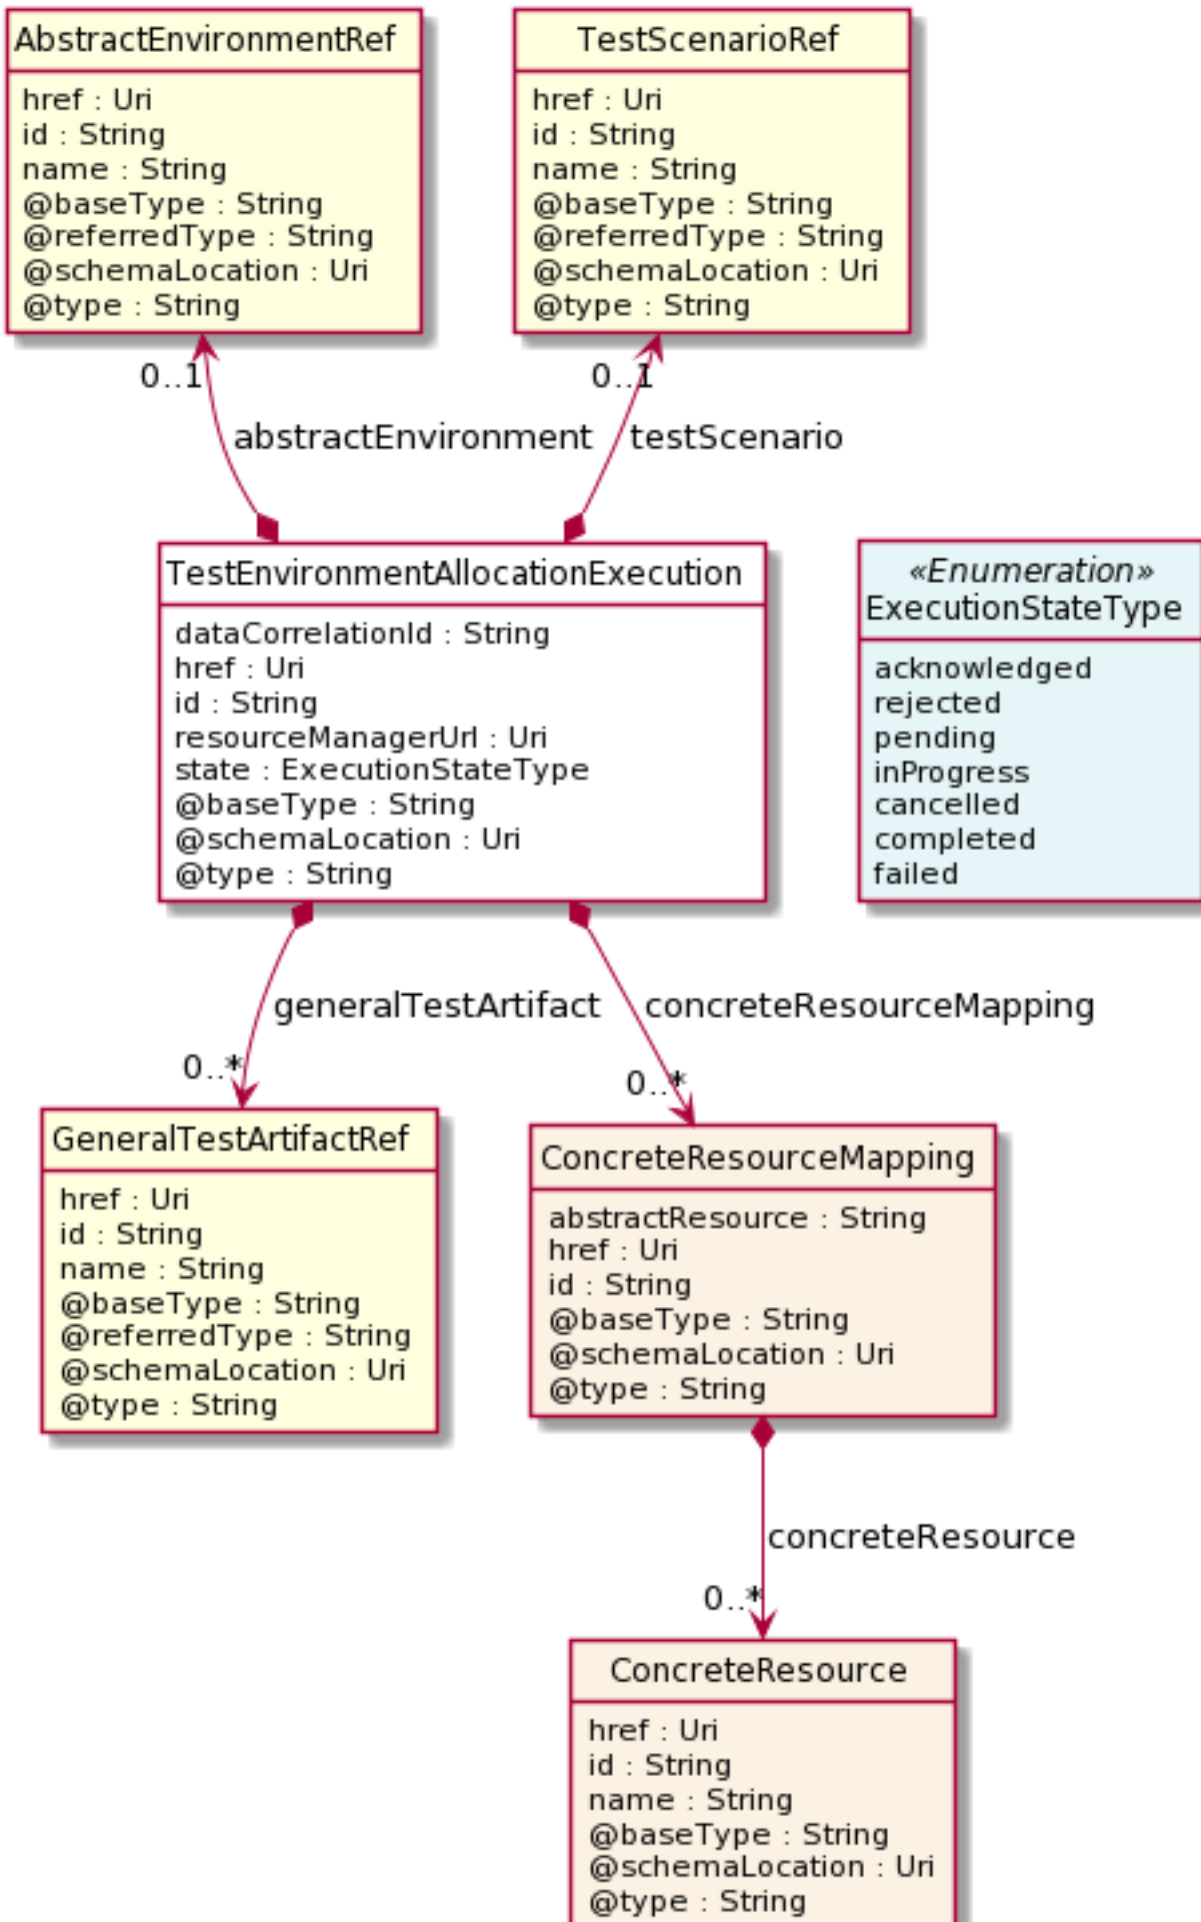 AbstractEnvironmentRef
href : Uri
id : String
name : String
@baseType : String
@referredType : String
@schemaLocation : Uri
@type : String
TestScenarioRef
href : Uri
id : String
name : String
@baseType : String
@referredType : String
@schemaLocation : Uri
@type : String
0..1
0..1
abstractEnvironment
testScenario
TestEnvironmentAllocationExecution
dataCorrelationId : String
href : Uri
id : String
resourceManagerUrl : Uri
state : ExecutionStateType
@baseType : String
@schemaLocation : Uri
@type : String
«Enumeration»
ExecutionStateType
acknowledged
rejected
pending
inProgress
cancelled
completed
failed
generalTestArtifact
concreteResourceMapping
0..*
0..*
GeneralTestArtifactRef
href : Uri
id : String
name : String
@baseType : String
@referredType : String
@schemaLocation : Uri
@type : String
ConcreteResourceMapping
abstractResource : String
href : Uri
id : String
@baseType : String
@schemaLocation : Uri
@type : String
concreteResource
0..*
ConcreteResource
href : Uri
id : String
name : String
@baseType : String
@schemaLocation : Uri
@type : String